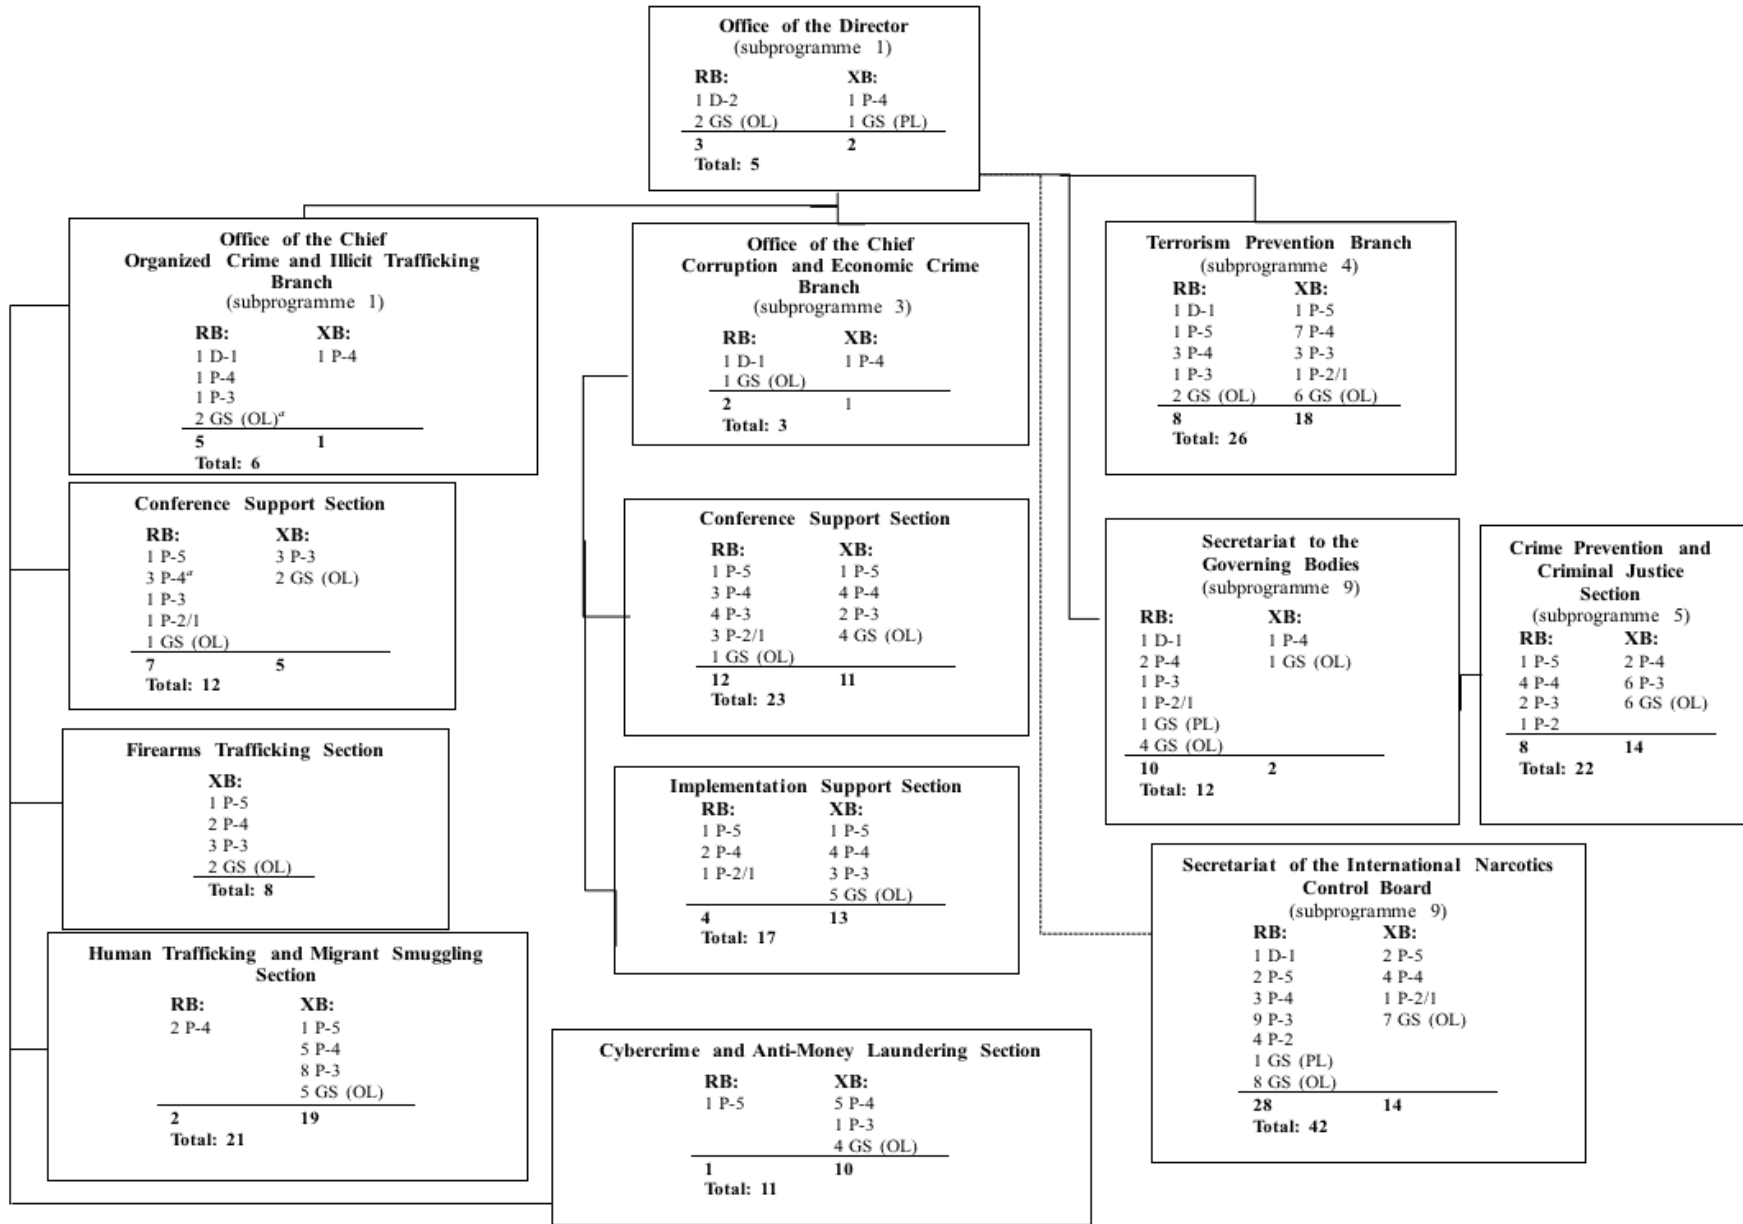 Office of the Director
(subprogramme 1)
RB: XB:
1 D-2 1 P-4
2 GS (OL) 1 GS (PL)
3 2
Total: 5
Office of the Chief
Organized Crime and Illicit Trafficking
Branch
(subprogramme 1)
RB: XB:
1 D-1 1 P-4
1 P-4
1 P-3
2 GS (OL)a
5 1
Total: 6
Office of the Chief
Corruption and Economic Crime
Branch
(subprogramme 3)
RB: XB:
1 D-1 1 P-4
1 GS (OL)
2 1
Total: 3
Terrorism Prevention Branch
(subprogramme 4)
RB: XB:
1 D-1 1 P-5
1 P-5 7 P-4
3 P-4 3 P-3
1 P-3 1 P-2/1
2 GS (OL) 6 GS (OL)
8 18
Total: 26
Conference Support Section
RB: XB:
1 P-5 3 P-3
3 P-4a 2 GS (OL)
1 P-3
1 P-2/1
1 GS (OL)
7 5
Total: 12
Conference Support Section
RB: XB:
1 P-5 1 P-5
3 P-4 4 P-4
4 P-3 2 P-3
3 P-2/1 4 GS (OL)
1 GS (OL)
12 11
Total: 23
Secretariat to the
Governing Bodies
(subprogramme 9)
RB: XB:
1 D-1 1 P-4
2 P-4 1 GS (OL)
1 P-3
1 P-2/1
1 GS (PL)
4 GS (OL)
10 2
Total: 12
Crime Prevention and
Criminal Justice
Section
(subprogramme 5)
RB: XB:
1 P-5 2 P-4
4 P-4 6 P-3
2 P-3 6 GS (OL)
1 P-2
8 14
Total: 22
Firearms Trafficking Section
XB:
1 P-5
2 P-4
3 P-3
2 GS (OL)
Total: 8
Implementation Support Section
RB: XB:
1 P-5 1 P-5
2 P-4 4 P-4
1 P-2/1 3 P-3
5 GS (OL)
4 13
Total: 17
Secretariat of the International Narcotics
Control Board
(subprogramme 9)
RB: XB:
1 D-1 2 P-5
2 P-5 4 P-4
3 P-4 1 P-2/1
9 P-3 7 GS (OL)
4 P-2
1 GS (PL)
8 GS (OL)
28 14
Total: 42
Human Trafficking and Migrant Smuggling
Section
RB: XB:
2 P-4 1 P-5
5 P-4
8 P-3
5 GS (OL)
2 19
Total: 21
Cybercrime and Anti-Money Laundering Section
RB: XB:
1 P-5 5 P-4
1 P-3
4 GS (OL)
1 10
Total: 11